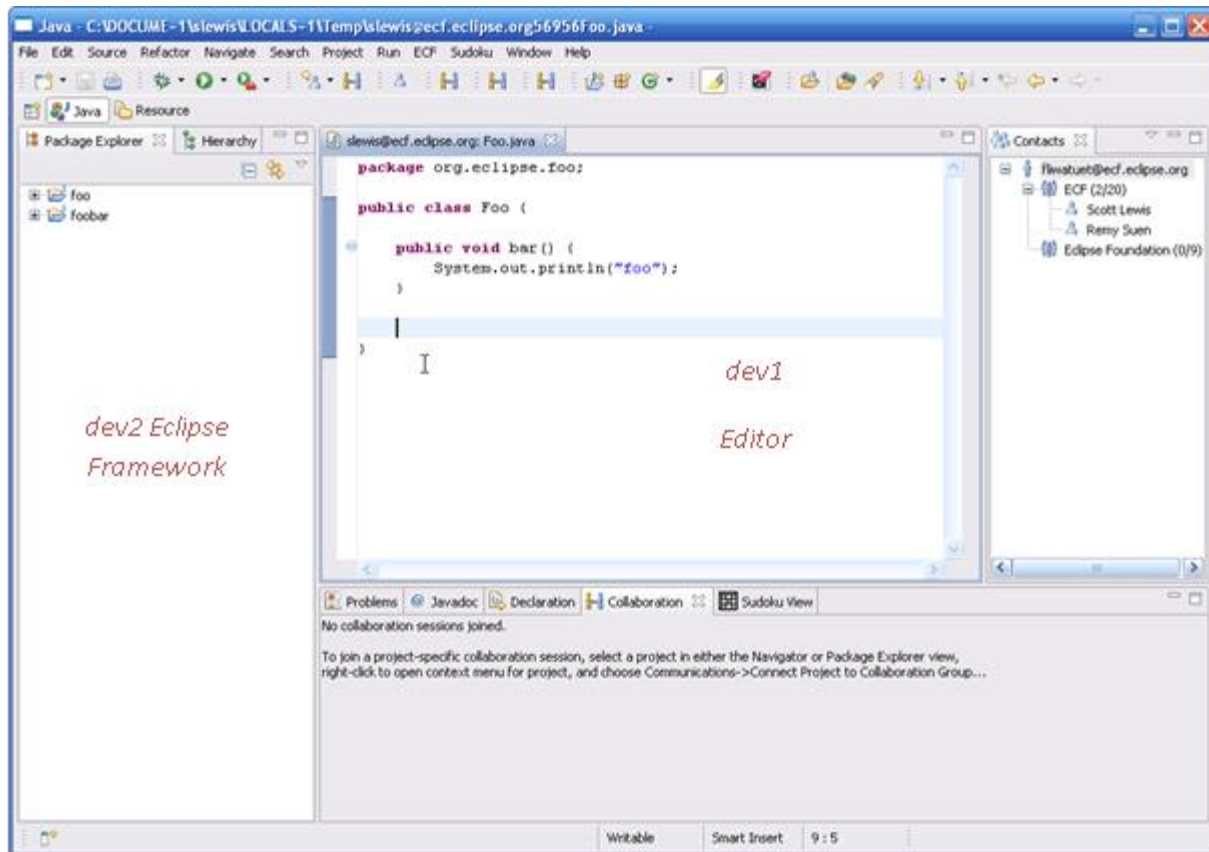 Java - C:\DOCUME~1\slewis\LOCALS~1\Temp\slewis@ecf.eclipse.org56956Foo.java -
File Edit Source Refactor Navigate Search Project Run ECF Sudoku Window Help
Java Resource
Package Explorer Hierarchy
foo
foobar
dev2 Eclipse
Framework
slewis@ecf.eclipse.org: Foo.java
package org.eclipse.foo;
public class Foo {
public void bar() {
System.out.println("foo");
}
}
dev1
Editor
Contacts
@ecf.eclipse.org
ECF (2/20)
Scott Lewis
Remy Suen
Eclipse Foundation (0/9)
Problems Javadoc Declaration Collaboration Sudoku View
No collaboration sessions joined.
To join a project-specific collaboration session, select a project in either the Navigator or Package Explorer view,
right-click to open context menu for project, and choose Communications->Connect Project to Collaboration Group...
Writable Smart Insert 9 : 5